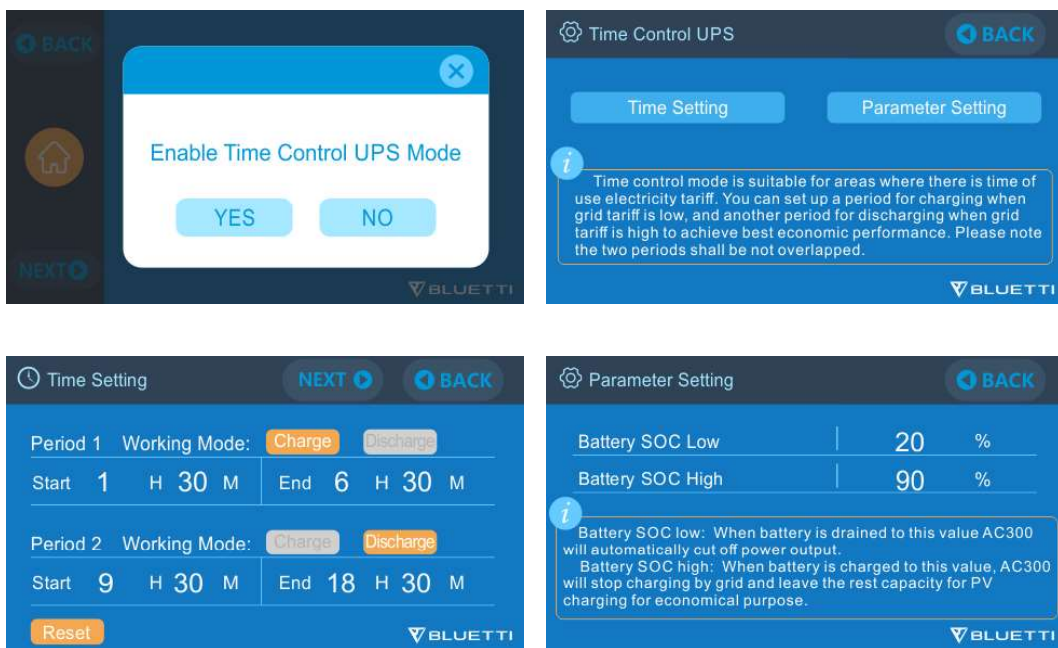 BACK
Enable Time Control UPS Mode
YES NO
NEXT
BLUETTI
Time Control UPS BACK
Time Setting Parameter Setting
i
Time control mode is suitable for areas where there is time of
use electricity tariff. You can set up a period for charging when
grid tariff is low, and another period for discharging when grid
tariff is high to achieve best economic performance. Please note
the two periods shall be not overlapped.
BLUETTI
Time Setting NEXT BACK
Period 1 Working Mode: Charge Discharge
Start 1 H 30 M End 6 H 30 M
Period 2 Working Mode: Charge Discharge
Start 9 H 30 M End 18 H 30 M
Reset BLUETTI
Parameter Setting BACK
Battery SOC Low 20 %
Battery SOC High 90 %
i
Battery SOC low: When battery is drained to this value AC300
will automatically cut off power output.
Battery SOC high: When battery is charged to this value, AC300
will stop charging by grid and leave the rest capacity for PV
charging for economical purpose.
BLUETTI